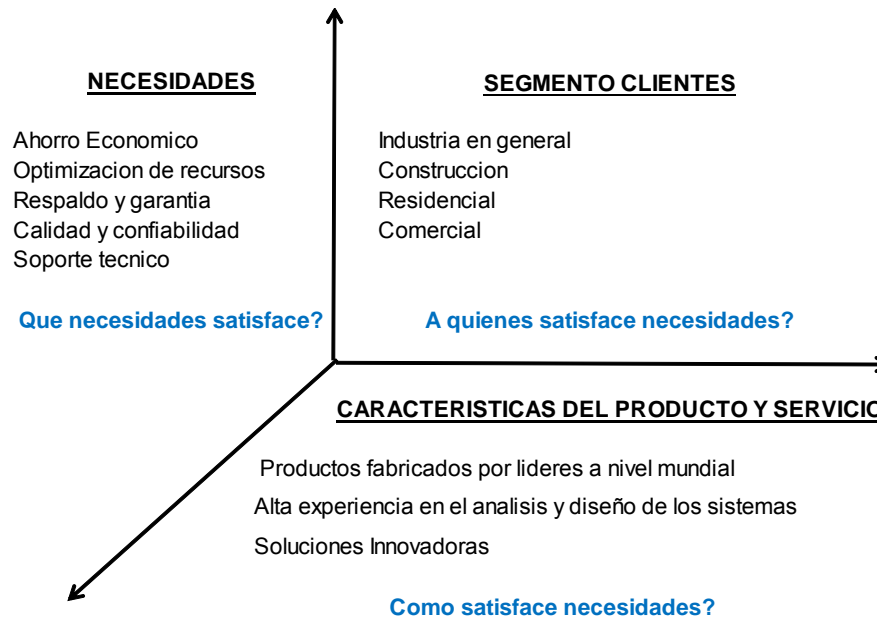 NECESIDADES
Ahorro Economico
Optimizacion de recursos
Respaldo y garantia
Calidad y confiabilidad
Soporte tecnico
Que necesidades satisface?
SEGMENTO CLIENTES
Industria en general
Construccion
Residencial
Comercial
A quienes satisface necesidades?
CARACTERISTICAS DEL PRODUCTO Y SERVICIO
Productos fabricados por lideres a nivel mundial
Alta experiencia en el analisis y diseño de los sistemas
Soluciones Innovadoras
Como satisface necesidades?